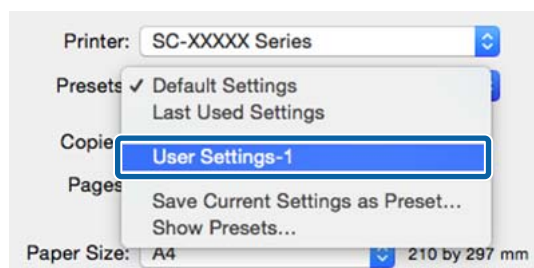 Printer: SC-XXXXX Series
Presets ✓ Default Settings
Last Used Settings
Copie
User Settings-1
Pages
Save Current Settings as Preset...
Show Presets...
Paper Size: A4 210 by 297 mm